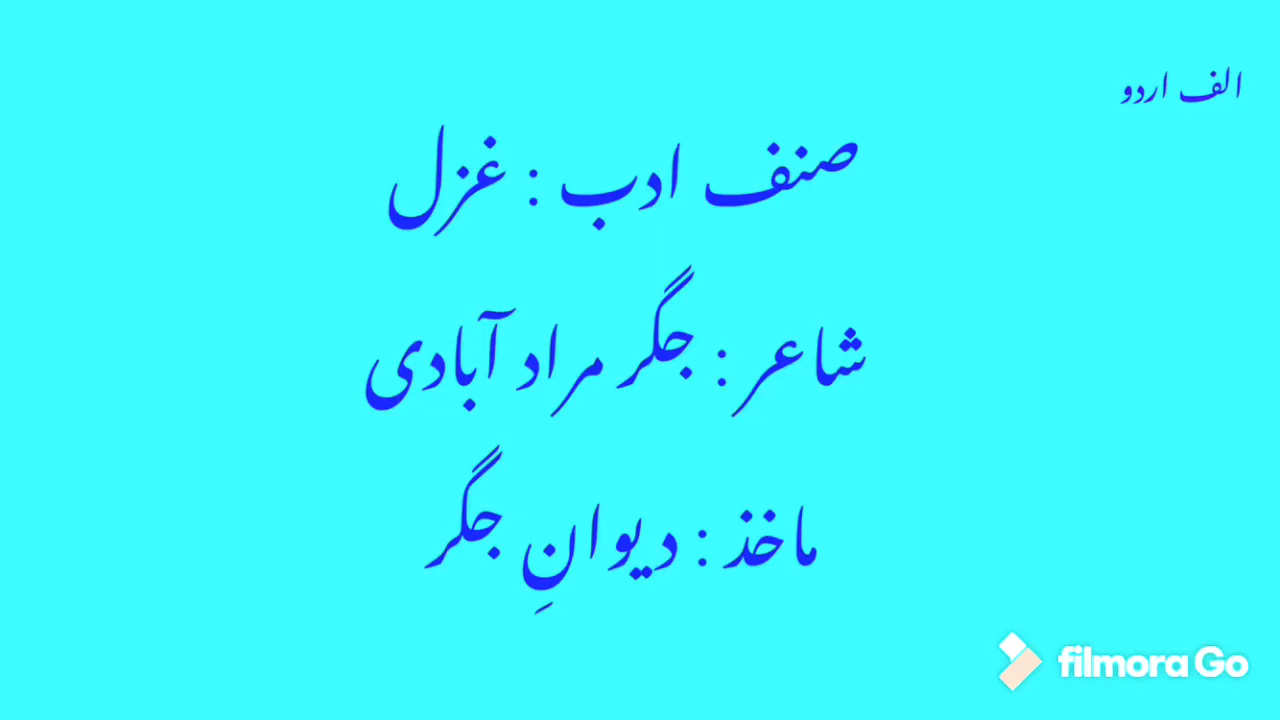 الف اردو
صنف ادب : غزل
شاعر : جگر مراد آبادی
ماخذ : دیوانِ جگر
filmora Go